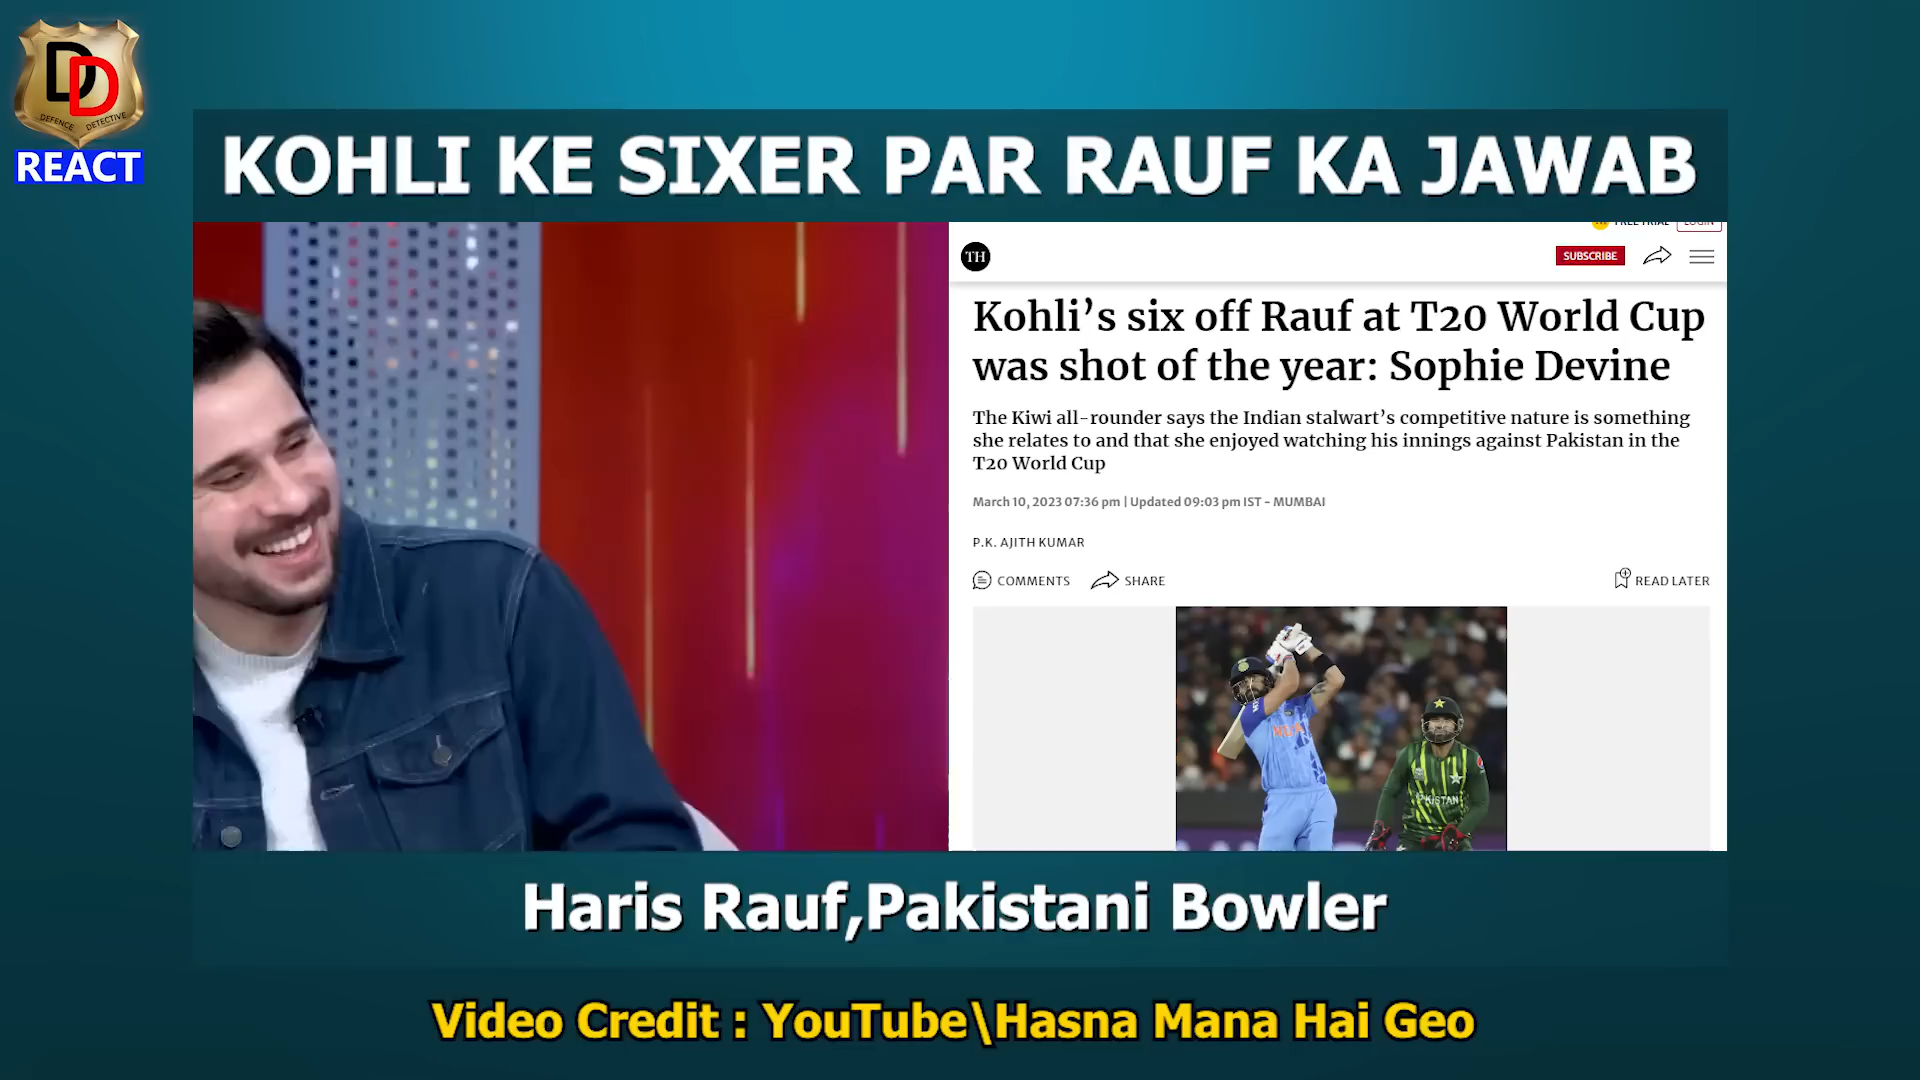 DD
DEFENCE DETECTIVE
REACT
KOHLI KE SIXER PAR RAUF KA JAWAB
FREE TRIAL LOGIN
TH
SUBSCRIBE
Kohli’s six off Rauf at T20 World Cup
was shot of the year: Sophie Devine
The Kiwi all-rounder says the Indian stalwart’s competitive nature is something
she relates to and that she enjoyed watching his innings against Pakistan in the
T20 World Cup
March 10, 2023 07:36 pm | Updated 09:03 pm IST - MUMBAI
P.K. AJITH KUMAR
COMMENTS SHARE READ LATER
Haris Rauf,Pakistani Bowler
Video Credit : YouTube\Hasna Mana Hai Geo